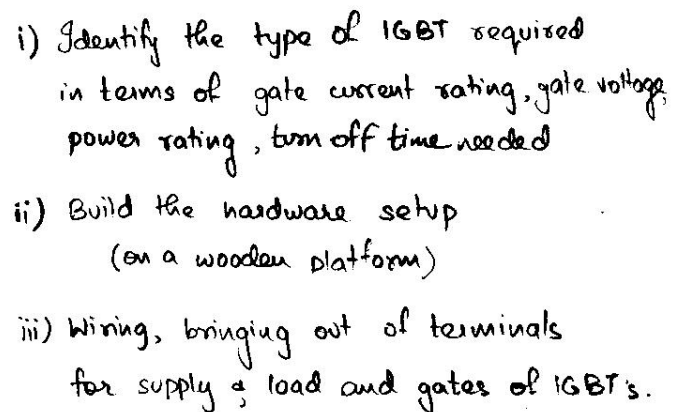 i) Identify the type of IGBT required
in terms of gate current rating, gate voltage,
power rating, turn off time needed
ii) Build the hardware setup
(on a wooden platform)
iii) Wiring, bringing out of terminals
for supply & load and gates of IGBT's.